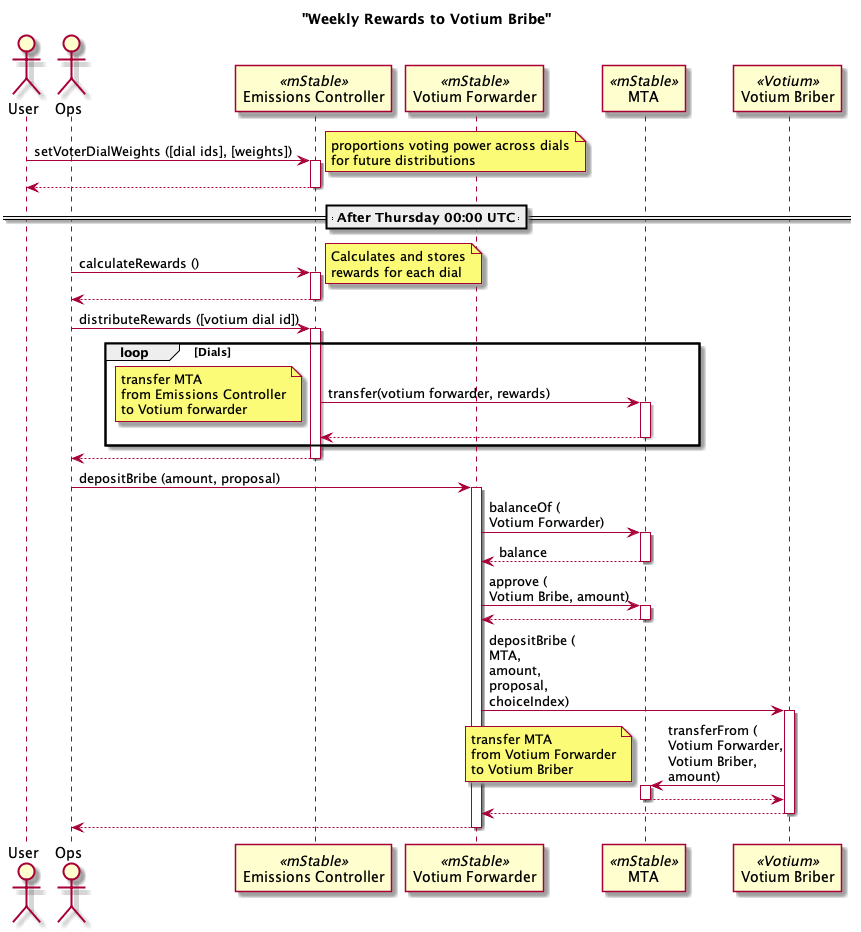 "Weekly Rewards to Votium Bribe"
User
Ops
«mStable»
Emissions Controller
«mStable»
Votium Forwarder
«mStable»
MTA
«Votium»
Votium Briber
setVoterDialWeights ([dial ids], [weights])
proportions voting power across dials
for future distributions
After Thursday 00:00 UTC
calculateRewards ()
Calculates and stores
rewards for each dial
distributeRewards ([votium dial id])
loop
[Dials]
transfer MTA
from Emissions Controller
to Votium forwarder
transfer(votium forwarder, rewards)
depositBribe (amount, proposal)
balanceOf (
Votium Forwarder)
balance
approve (
Votium Bribe, amount)
depositBribe (
MTA,
amount,
proposal,
choiceIndex)
transfer MTA
from Votium Forwarder
to Votium Briber
transferFrom (
Votium Forwarder,
Votium Briber,
amount)
User
Ops
«mStable»
Emissions Controller
«mStable»
Votium Forwarder
«mStable»
MTA
«Votium»
Votium Briber